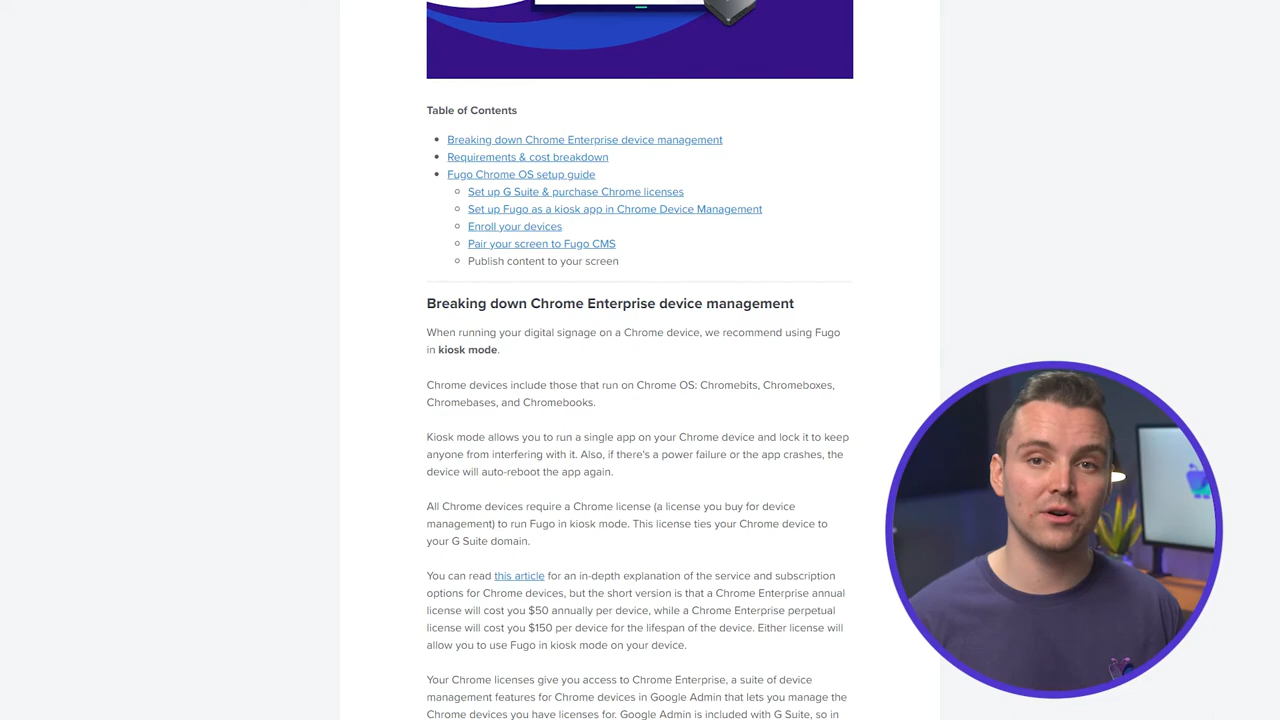 Table of Contents
Breaking down Chrome Enterprise device management
Requirements & cost breakdown
Fugo Chrome OS setup guide
Set up G Suite & purchase Chrome licenses
Set up Fugo as a kiosk app in Chrome Device Management
Enroll your devices
Pair your screen to Fugo CMS
Publish content to your screen
Breaking down Chrome Enterprise device management
When running your digital signage on a Chrome device, we recommend using Fugo
in kiosk mode.
Chrome devices include those that run on Chrome OS: Chromebits, Chromeboxes,
Chromebases, and Chromebooks.
Kiosk mode allows you to run a single app on your Chrome device and lock it to keep
anyone from interfering with it. Also, if there's a power failure or the app crashes, the
device will auto-reboot the app again.
All Chrome devices require a Chrome license (a license you buy for device
management) to run Fugo in kiosk mode. This license ties your Chrome device to
your G Suite domain.
You can read this article for an in-depth explanation of the service and subscription
options for Chrome devices, but the short version is that a Chrome Enterprise annual
license will cost you $50 annually per device, while a Chrome Enterprise perpetual
license will cost you $150 per device for the lifespan of the device. Either license will
allow you to use Fugo in kiosk mode on your device.
Your Chrome licenses give you access to Chrome Enterprise, a suite of device
management features for Chrome devices in Google Admin that lets you manage the
Chrome devices you have licenses for. Google Admin is included with G Suite, so in